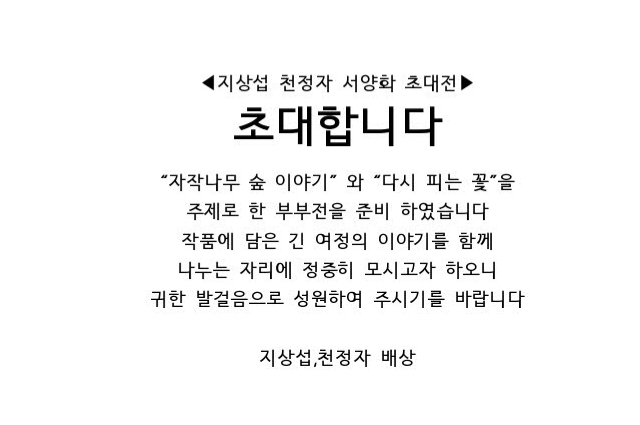 ◀지상섭 천정자 서양화 초대전▶
초대합니다
“자작나무 숲 이야기” 와 “다시 피는 꽃”을
주제로 한 부부전을 준비 하였습니다
작품에 담은 긴 여정의 이야기를 함께
나누는 자리에 정중히 모시고자 하오니
귀한 발걸음으로 성원하여 주시기를 바랍니다
지상섭,천정자 배상